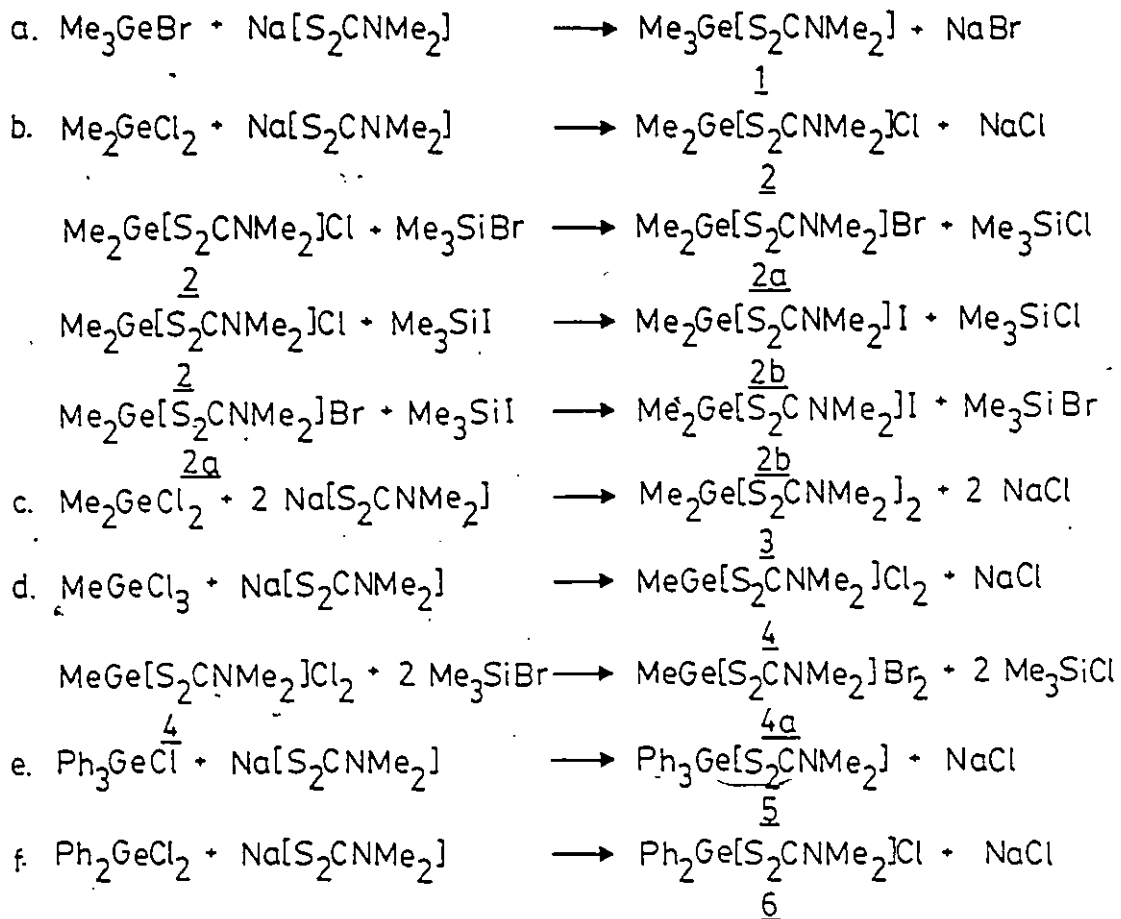 a. Me₃GeBr + Na[S₂CNMe₂] → Me₃Ge[S₂CNMe₂] + NaBr
1
b. Me₂GeCl₂ + Na[S₂CNMe₂] → Me₂Ge[S₂CNMe₂]Cl + NaCl
2
Me₂Ge[S₂CNMe₂]Cl + Me₃SiBr → Me₂Ge[S₂CNMe₂]Br + Me₃SiCl
2 2a
Me₂Ge[S₂CNMe₂]Cl + Me₃SiI → Me₂Ge[S₂CNMe₂]I + Me₃SiCl
2 2b
Me₂Ge[S₂CNMe₂]Br + Me₃SiI → Me₂Ge[S₂CNMe₂]I + Me₃SiBr
2a 2b
c. Me₂GeCl₂ + 2 Na[S₂CNMe₂] → Me₂Ge[S₂CNMe₂]₂ + 2 NaCl
3
d. MeGeCl₃ + Na[S₂CNMe₂] → MeGe[S₂CNMe₂]Cl₂ + NaCl
4
MeGe[S₂CNMe₂]Cl₂ + 2 Me₃SiBr → MeGe[S₂CNMe₂]Br₂ + 2 Me₃SiCl
4 4a
e. Ph₃GeCl + Na[S₂CNMe₂] → Ph₃Ge[S₂CNMe₂] + NaCl
5
f. Ph₂GeCl₂ + Na[S₂CNMe₂] → Ph₂Ge[S₂CNMe₂]Cl + NaCl
6